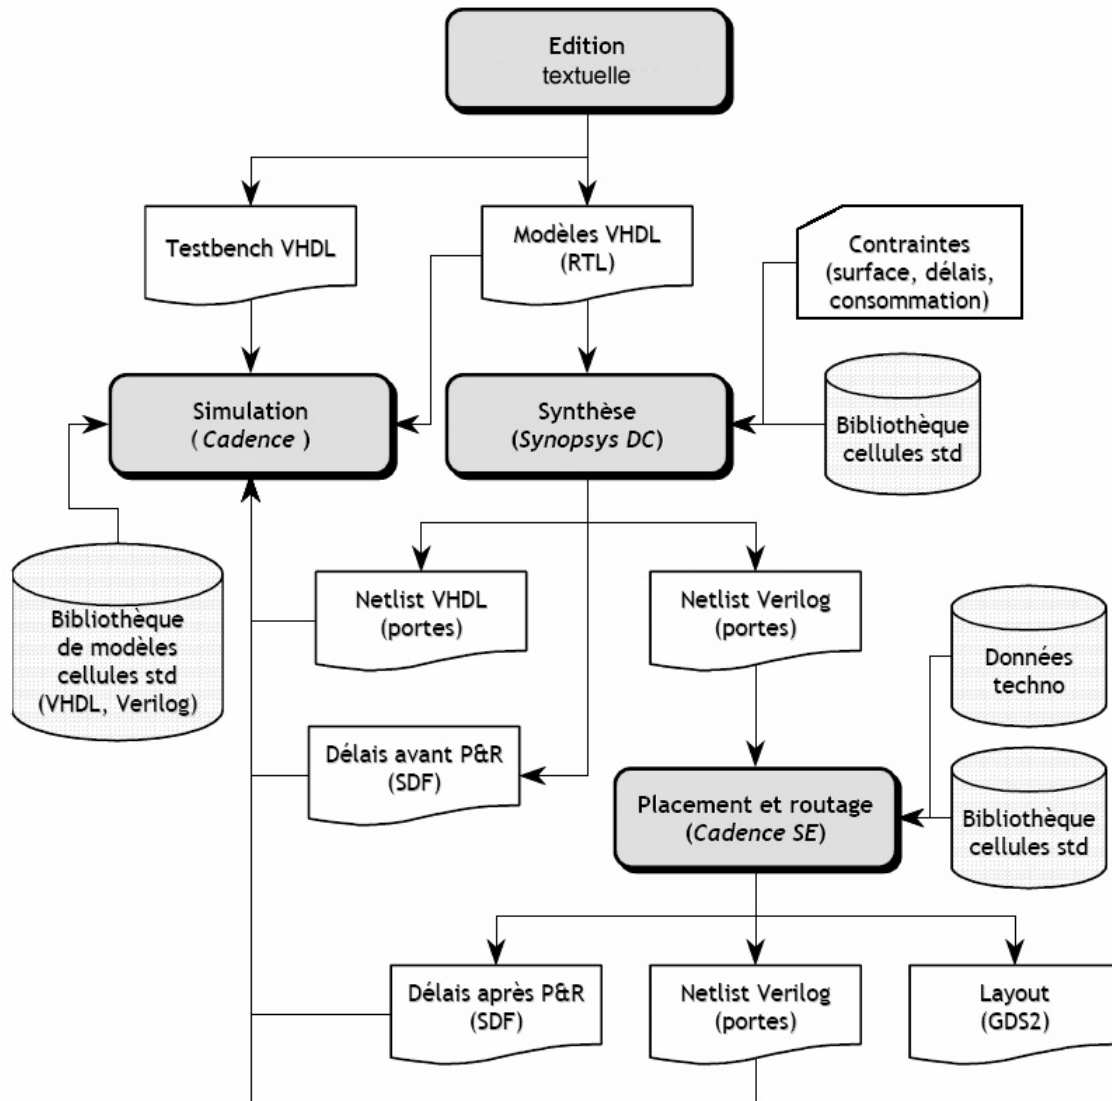 Edition
textuelle
Testbench VHDL
Modèles VHDL
(RTL)
Contraintes
(surface, délais,
consommation)
Simulation
(Cadence )
Synthèse
(Synopsys DC)
Bibliothèque
cellules std
Bibliothèque
de modèles
cellules std
(VHDL, Verilog)
Netlist VHDL
(portes)
Netlist Verilog
(portes)
Données
techno
Délais avant P&R
(SDF)
Placement et routage
(Cadence SE)
Bibliothèque
cellules std
Délais après P&R
(SDF)
Netlist Verilog
(portes)
Layout
(GDS2)